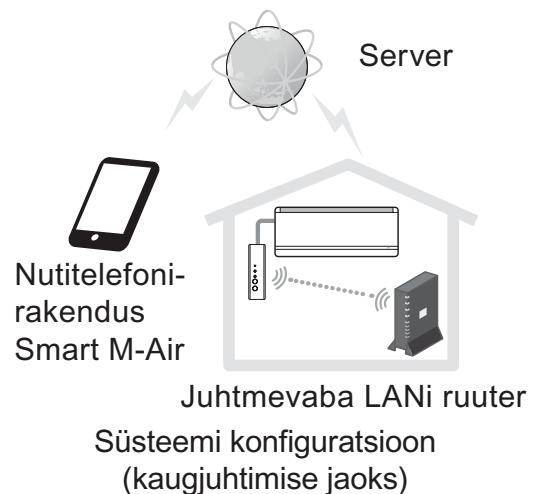 Server
Nutitelefoni-
rakendus
Smart M-Air
Juhtmevaba LANi ruuter
Süsteemi konfiguratsioon
(kaugjuhtimise jaoks)